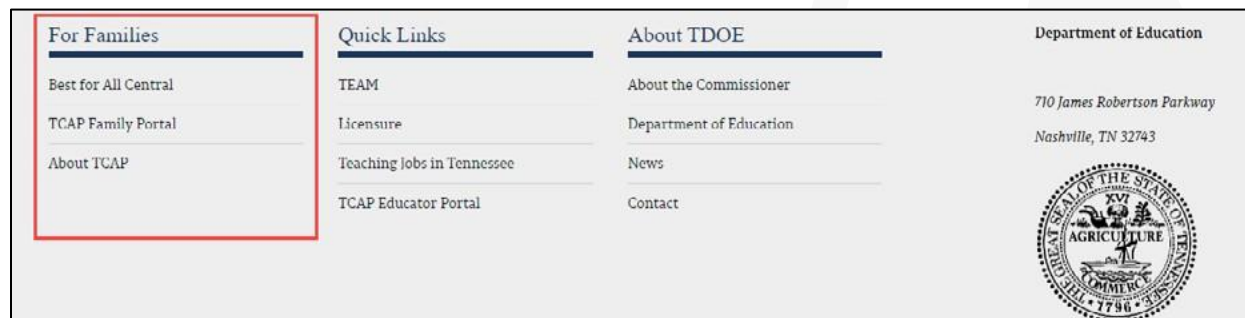 For Families
Best for All Central
TCAP Family Portal
About TCAP
Quick Links
TEAM
Licensure
Teaching Jobs in Tennessee
TCAP Educator Portal
About TDOE
About the Commissioner
Department of Education
News
Contact
Department of Education
710 James Robertson Parkway
Nashville, TN 32743
THE GREAT SEAL OF THE STATE OF TENNESSEE
XVI
AGRICULTURE
COMMERCE
1796